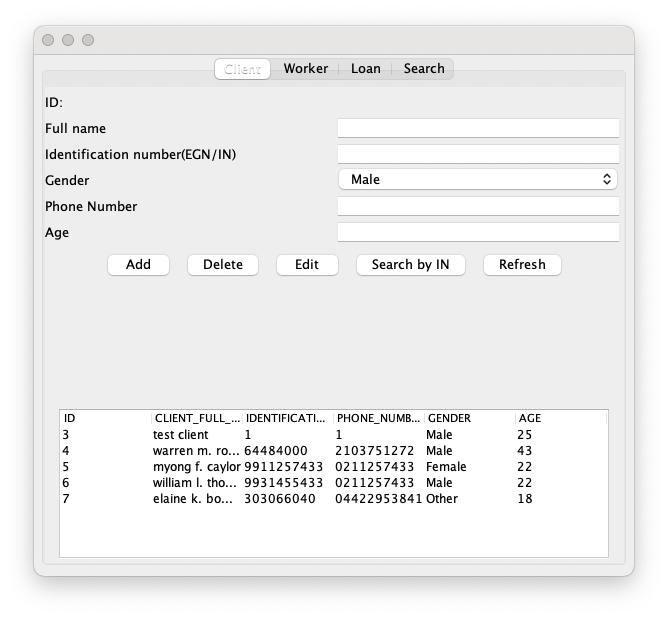 Client Worker Loan Search
ID:
Full name
Identification number(EGN/IN)
Gender Male
Phone Number
Age
Add Delete Edit Search by IN Refresh
ID CLIENT_FULL_... IDENTIFICATI... PHONE_NUMB... GENDER AGE
3 test client 1 1 Male 25
4 warren m. ro... 64484000 2103751272 Male 43
5 myong f. caylor 9911257433 0211257433 Female 22
6 william l. tho... 9931455433 0211257433 Male 22
7 elaine k. bo... 303066040 04422953841 Other 18